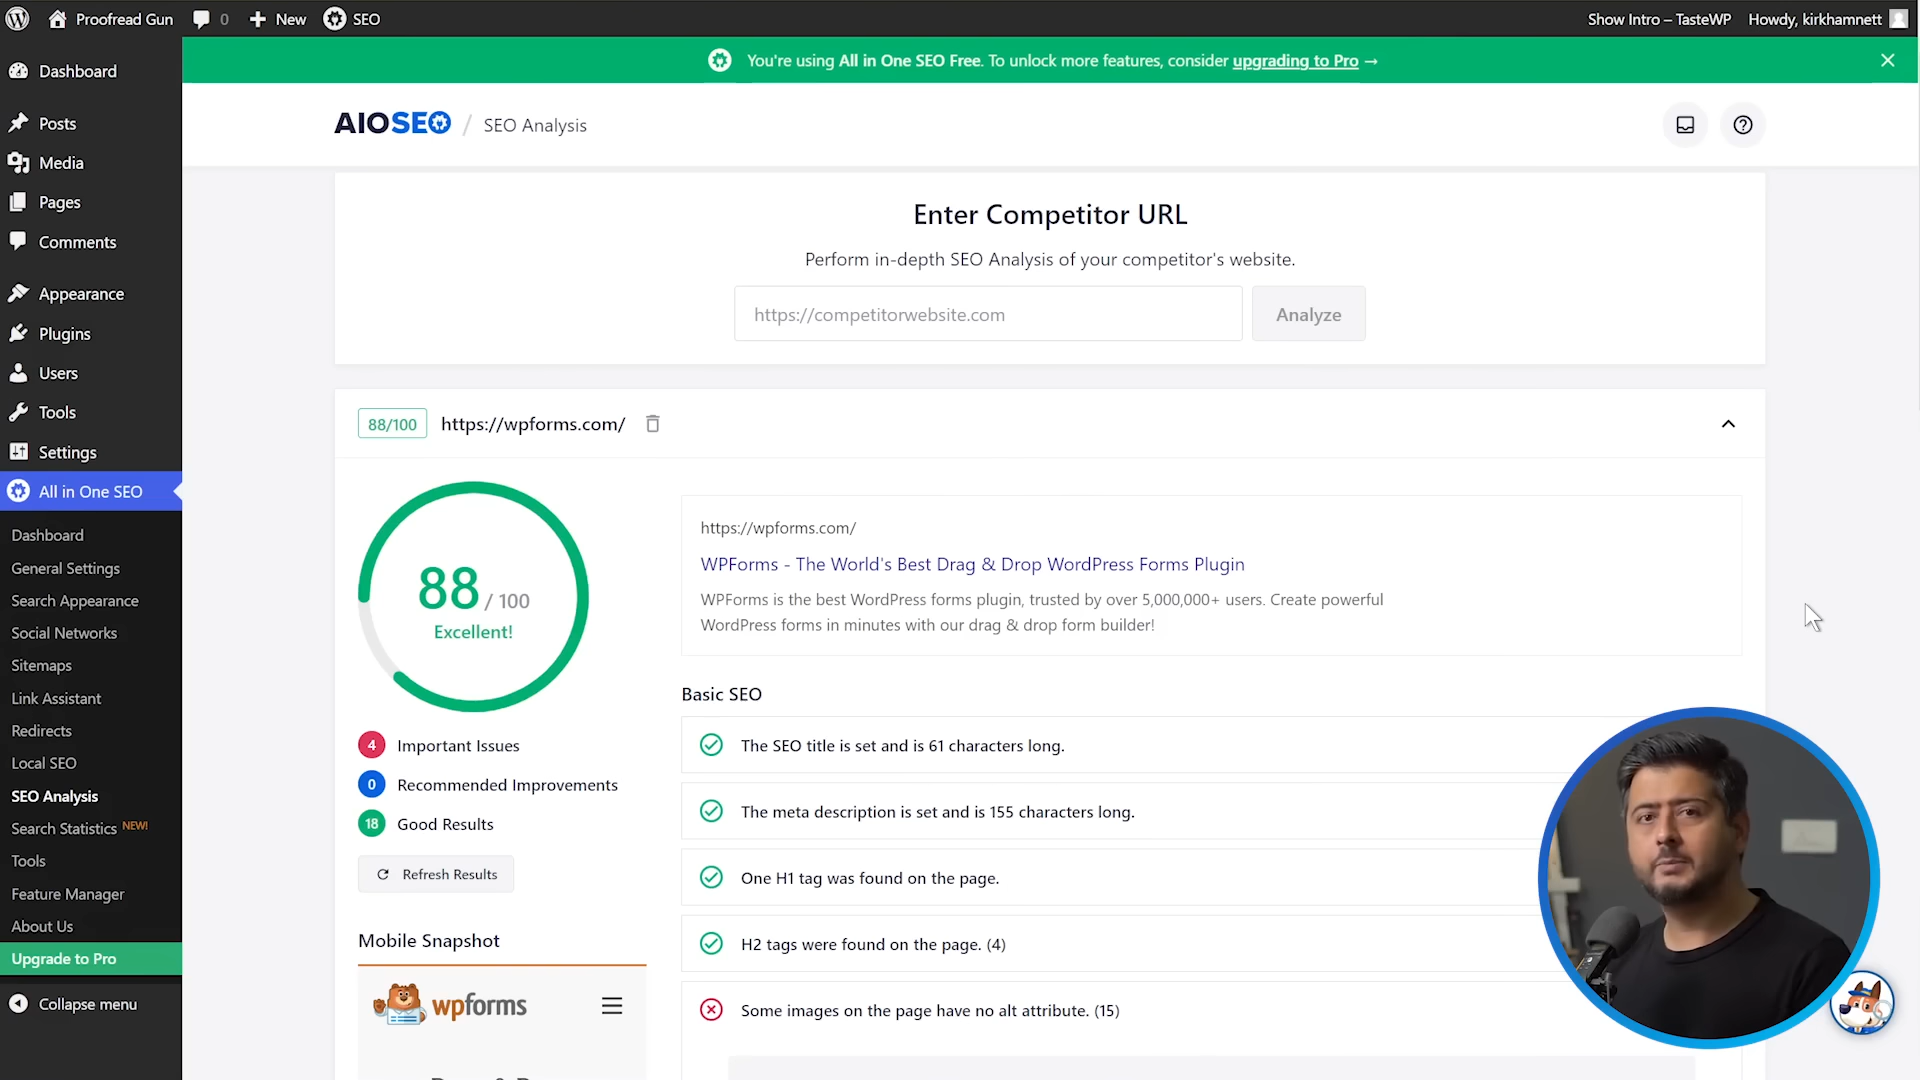 Proofread Gun
0
New
SEO
Show Intro – TasteWP
Howdy, kirkhamnett
You're using All in One SEO Free. To unlock more features, consider upgrading to Pro →
Dashboard
Posts
Media
Pages
Comments
Appearance
Plugins
Users
Tools
Settings
All in One SEO
Dashboard
General Settings
Search Appearance
Social Networks
Sitemaps
Link Assistant
Redirects
Local SEO
SEO Analysis
Search Statistics NEW!
Tools
Feature Manager
About Us
Upgrade to Pro
Collapse menu
AIOSEO / SEO Analysis
Enter Competitor URL
Perform in-depth SEO Analysis of your competitor's website.
https://competitorwebsite.com
Analyze
88/100
https://wpforms.com/
88 / 100
Excellent!
4 Important Issues
0 Recommended Improvements
18 Good Results
Refresh Results
Mobile Snapshot
wpforms
https://wpforms.com/
WPForms - The World's Best Drag & Drop WordPress Forms Plugin
WPForms is the best WordPress forms plugin, trusted by over 5,000,000+ users. Create powerful
WordPress forms in minutes with our drag & drop form builder!
Basic SEO
The SEO title is set and is 61 characters long.
The meta description is set and is 155 characters long.
One H1 tag was found on the page.
H2 tags were found on the page. (4)
Some images on the page have no alt attribute. (15)